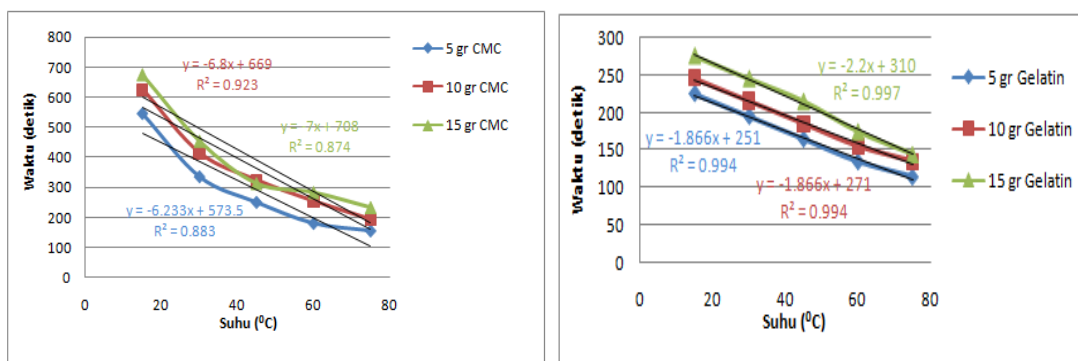 800
700
600
500
400
300
200
100
0
0 20 40 60 80
Waktu (detik)
Suhu (⁰C)
y = -6.8x + 669
R² = 0.923
y = -7x + 708
R² = 0.874
y = -6.233x + 573.5
R² = 0.883
5 gr CMC
10 gr CMC
15 gr CMC
300
250
200
150
100
50
0
0 20 40 60 80
Waktu (detik)
Suhu (⁰C)
y = -2.2x + 310
R² = 0.997
y = -1.866x + 251
R² = 0.994
y = -1.866x + 271
R² = 0.994
5 gr Gelatin
10 gr Gelatin
15 gr Gelatin